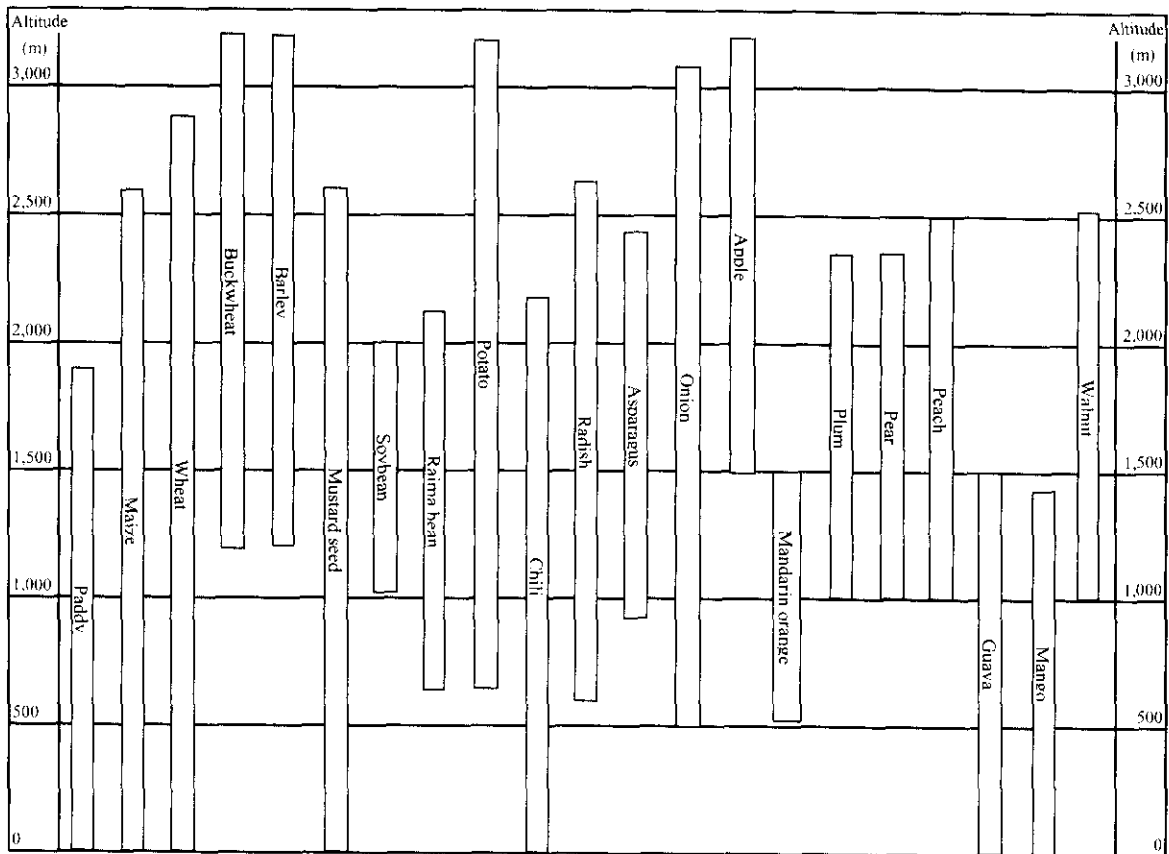 Altitude
(m)
3,000
2,500
2,000
1,500
1,000
500
0
Paddy
Maize
Wheat
Buckwheat
Barley
Mustard seed
Soybean
Rajma bean
Potato
Chili
Radish
Asparagus
Onion
Apple
Mandarin orange
Plum
Pear
Peach
Guava
Mango
Walnut
Altitude
(m)
3,000
2,500
2,000
1,500
1,000
500
0